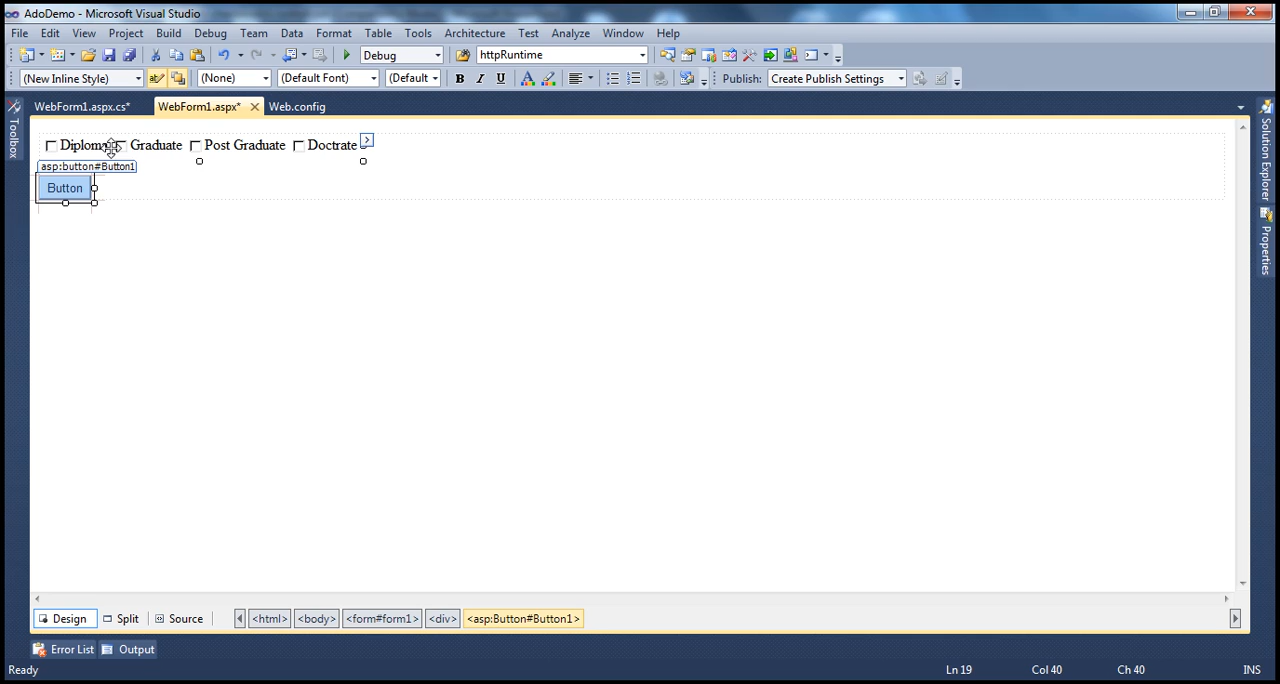 AdoDemo - Microsoft Visual Studio
File Edit View Project Build Debug Team Data Format Table Tools Architecture Test Analyze Window Help
Debug httpRuntime
(New Inline Style) (None) (Default Font) (Default B I U A Publish: Create Publish Settings
WebForm1.aspx.cs* WebForm1.aspx* Web.config
Toolbox
Solution Explorer
Properties
Diploma Graduate Post Graduate Doctrate
asp:button#Button1
Button
Design Split Source <html> <body> <form#form1> <div> <asp:Button#Button1>
Error List Output
Ready Ln 19 Col 40 Ch 40 INS